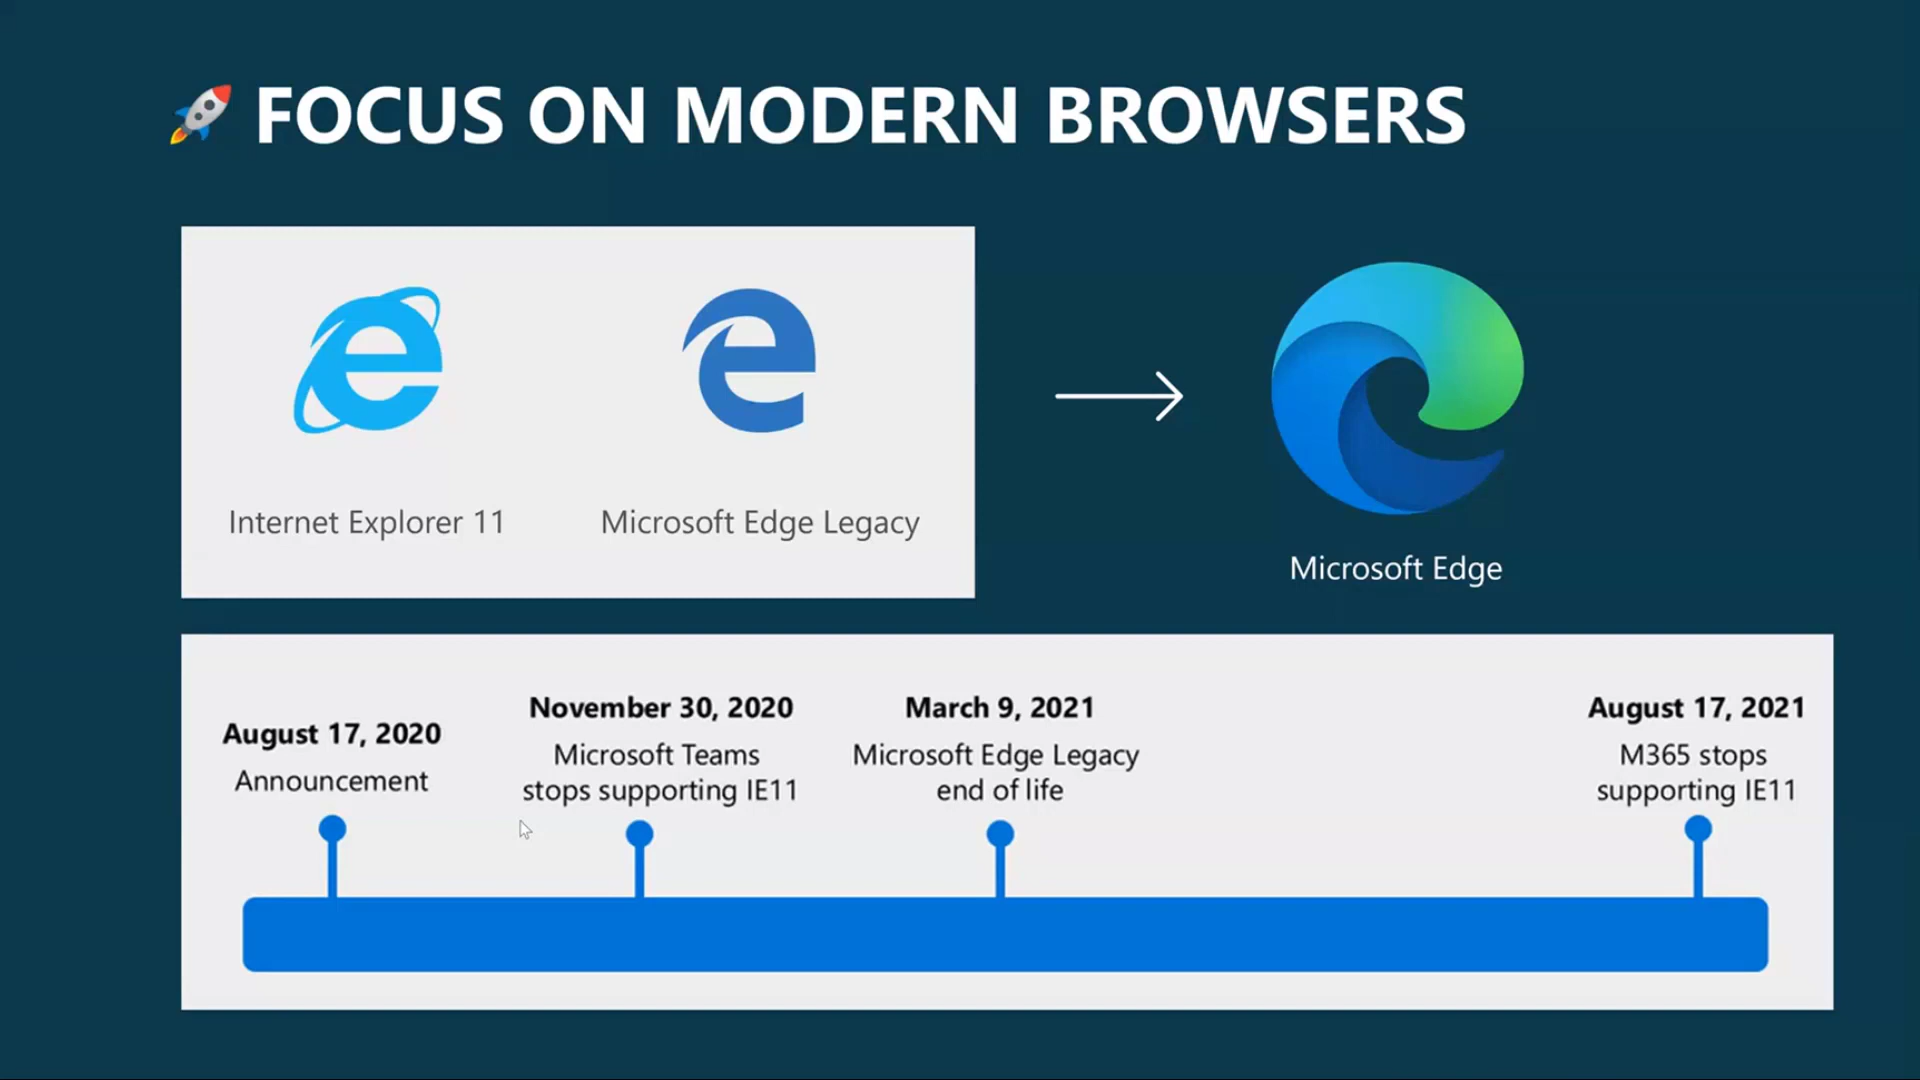 🚀 FOCUS ON MODERN BROWSERS
Internet Explorer 11
Microsoft Edge Legacy
Microsoft Edge
August 17, 2020
Announcement
November 30, 2020
Microsoft Teams
stops supporting IE11
March 9, 2021
Microsoft Edge Legacy
end of life
August 17, 2021
M365 stops
supporting IE11